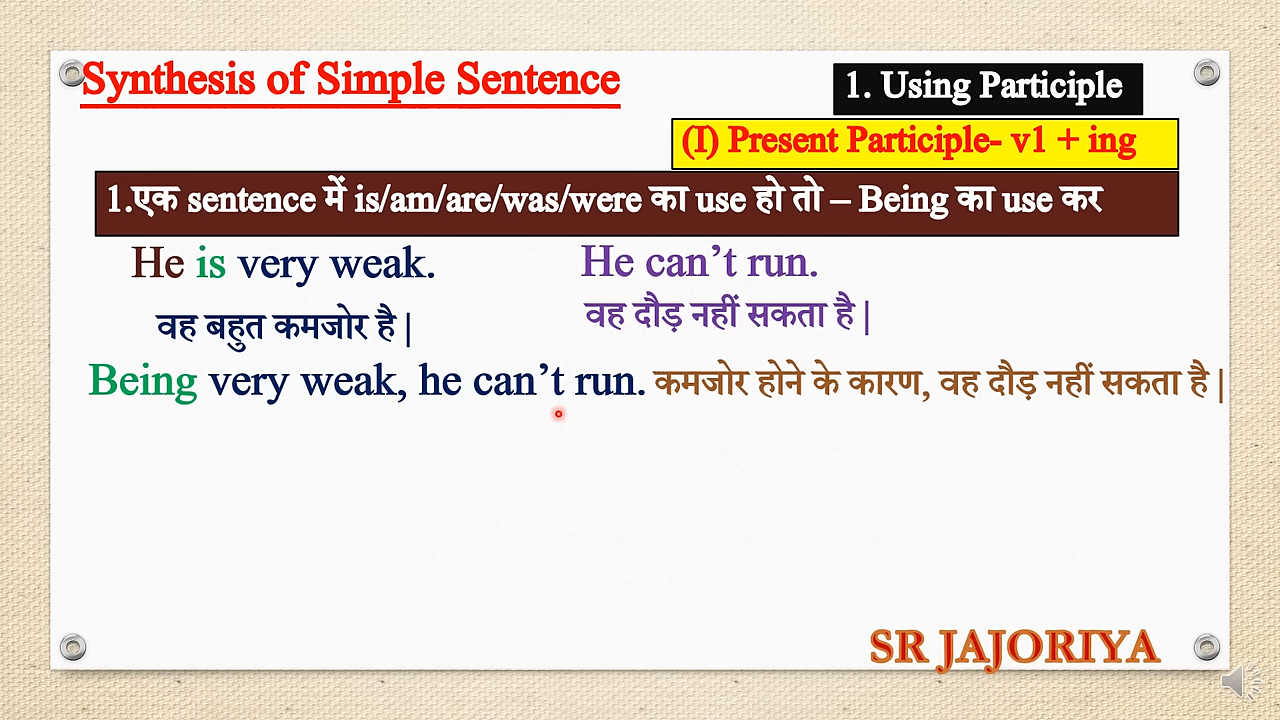 Synthesis of Simple Sentence
1. Using Participle
(I) Present Participle- v1 + ing
1.एक sentence में is/am/are/was/were का use हो तो – Being का use कर
He is very weak.
He can’t run.
वह बहुत कमजोर है |
वह दौड़ नहीं सकता है |
Being very weak, he can’t run. कमजोर होने के कारण, वह दौड़ नहीं सकता है |
SR JAJORIYA